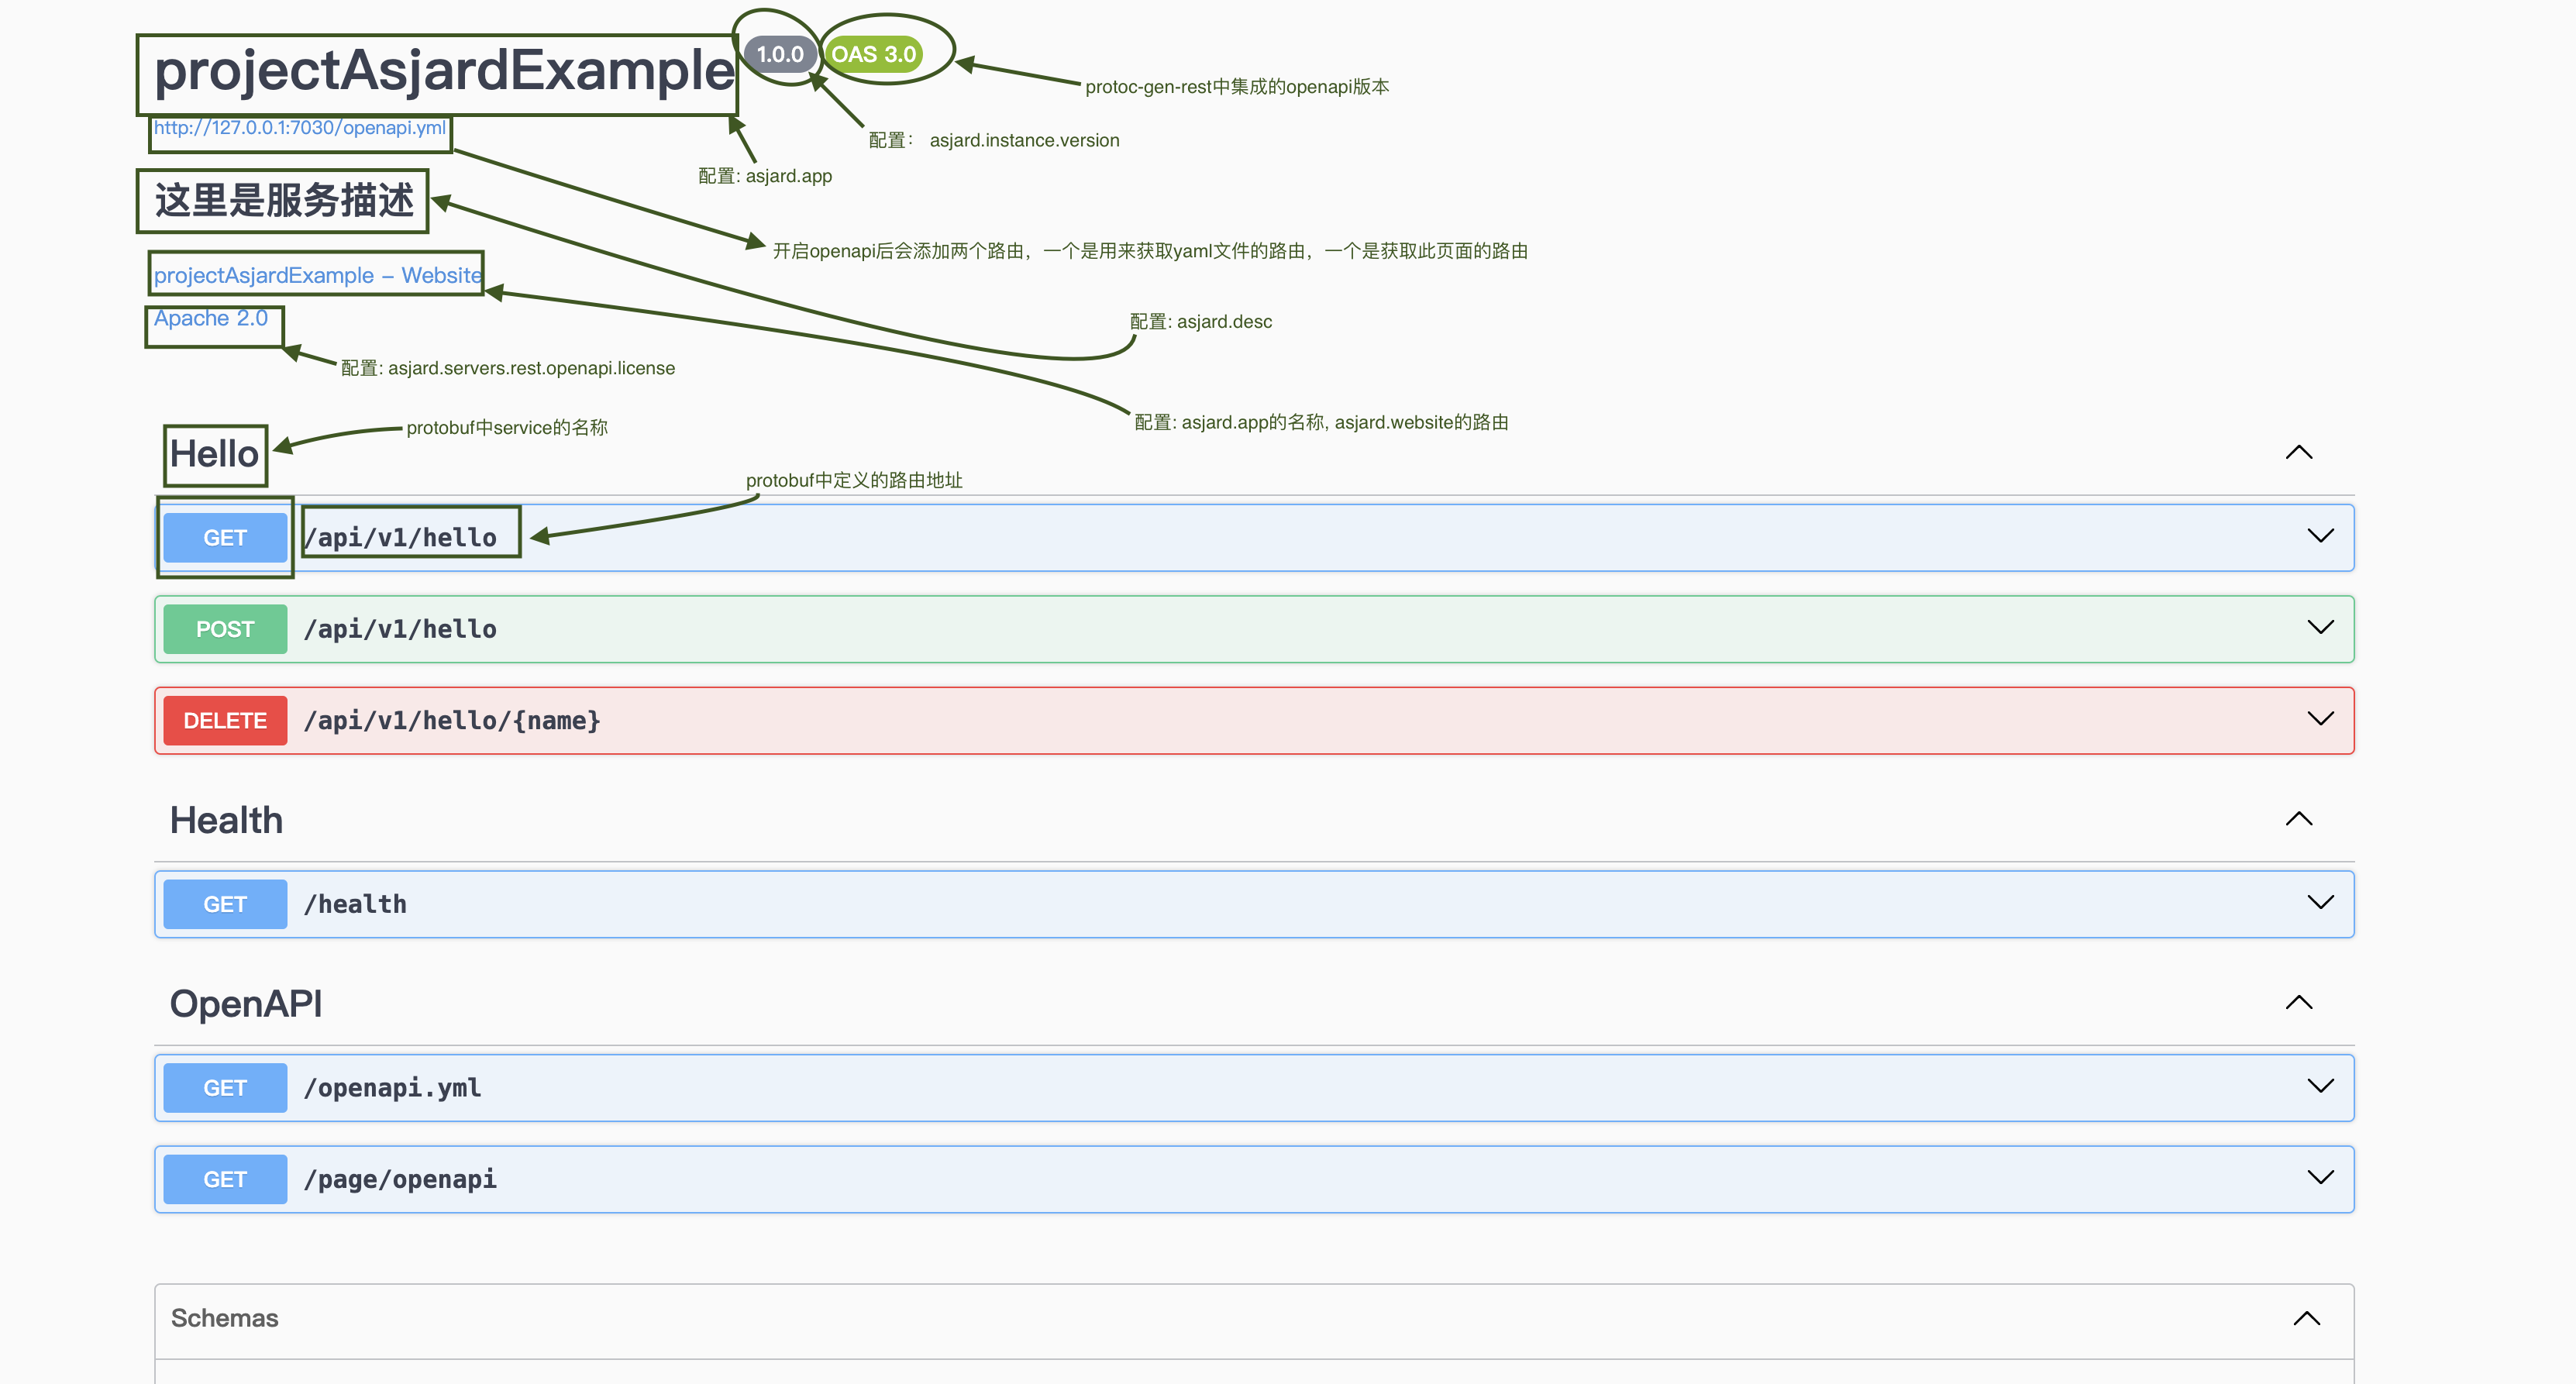 projectAsjardExample 1.0.0 OAS 3.0
protoc-gen-rest中集成的openapi版本
http://127.0.0.1:7030/openapi.yml
配置： asjard.instance.version
配置: asjard.app
这里是服务描述
开启openapi后会添加两个路由，一个是用来获取yaml文件的路由，一个是获取此页面的路由
projectAsjardExample – Website
Apache 2.0
配置: asjard.desc
配置: asjard.servers.rest.openapi.license
配置: asjard.app的名称, asjard.website的路由
protobuf中service的名称
Hello
protobuf中定义的路由地址
GET /api/v1/hello
POST /api/v1/hello
DELETE /api/v1/hello/{name}
Health
GET /health
OpenAPI
GET /openapi.yml
GET /page/openapi
Schemas